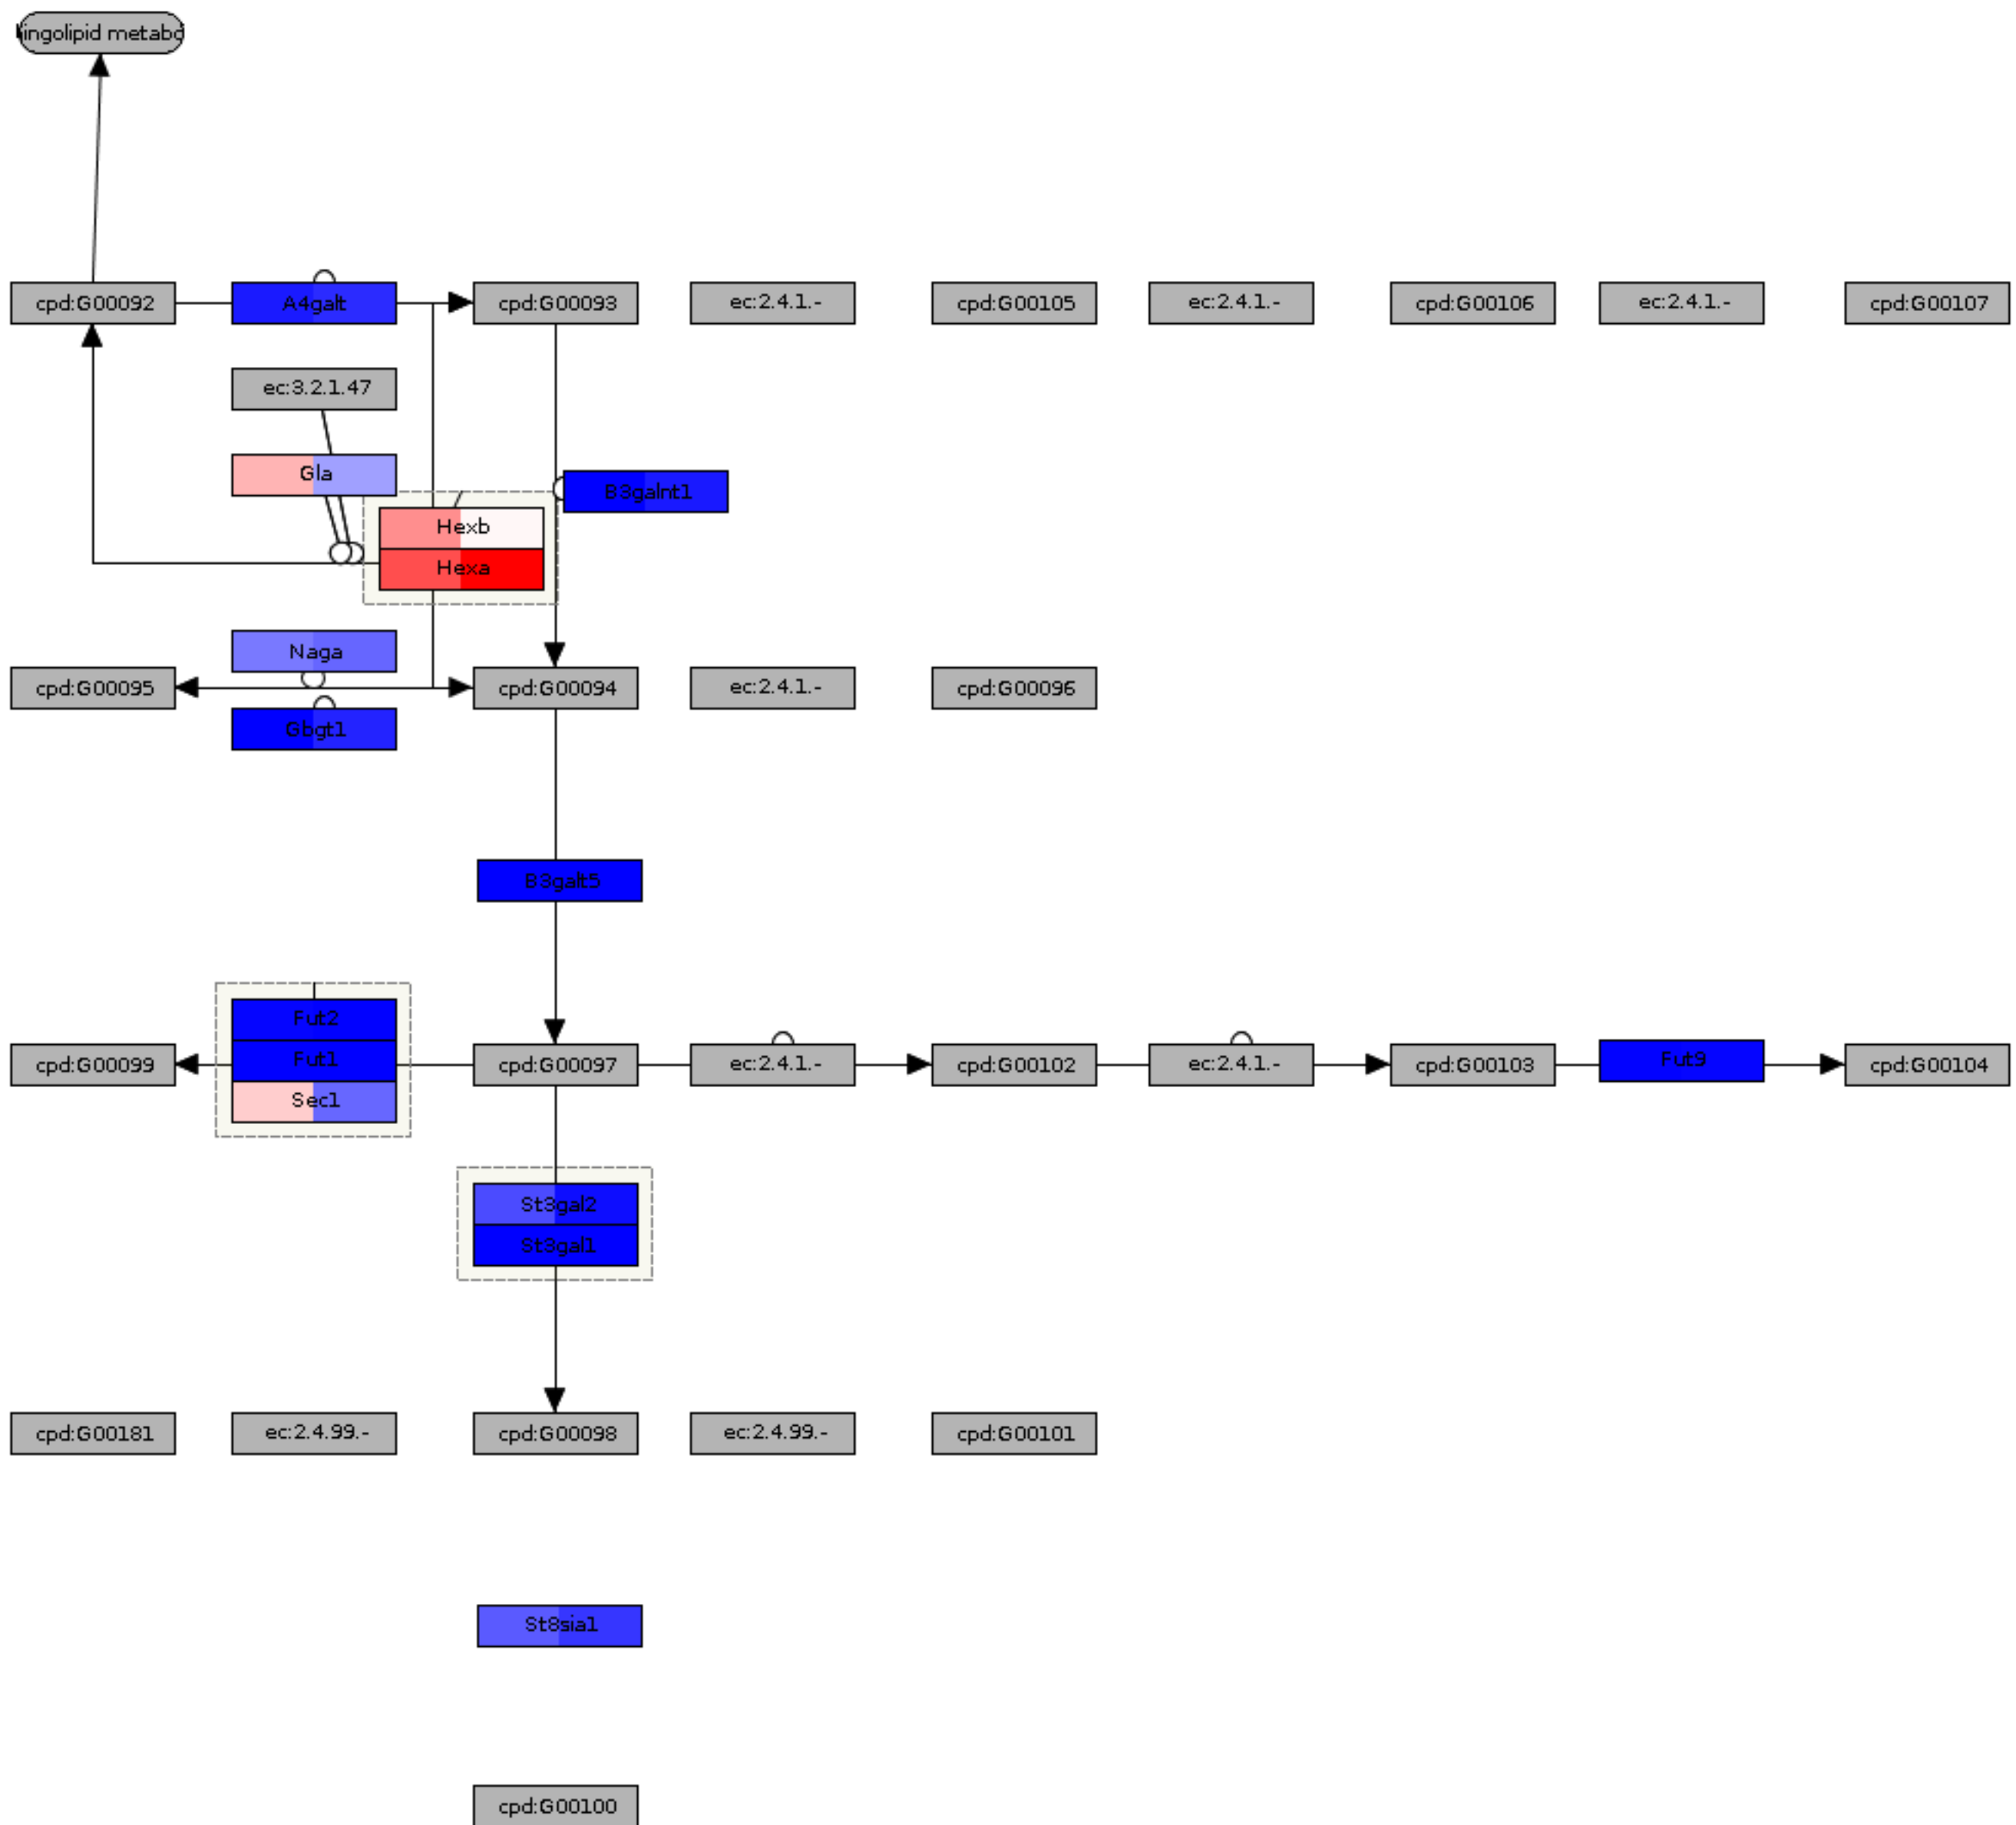 ingolipid metabo
cpd:G00092
A4galt
cpd:G00093
ec:2.4.1.-
cpd:G00105
ec:2.4.1.-
cpd:G00106
ec:2.4.1.-
cpd:G00107
ec:3.2.1.47
Gla
B3galnt1
Hexb
Hexa
Naga
cpd:G00095
cpd:G00094
ec:2.4.1.-
cpd:G00096
Gbgt1
B3galt5
Fut2
cpd:G00099
Fut1
cpd:G00097
ec:2.4.1.-
cpd:G00102
ec:2.4.1.-
cpd:G00103
Fut9
cpd:G00104
Sec1
St3gal2
St3gal1
cpd:G00181
ec:2.4.99.-
cpd:G00098
ec:2.4.99.-
cpd:G00101
St8sia1
cpd:G00100